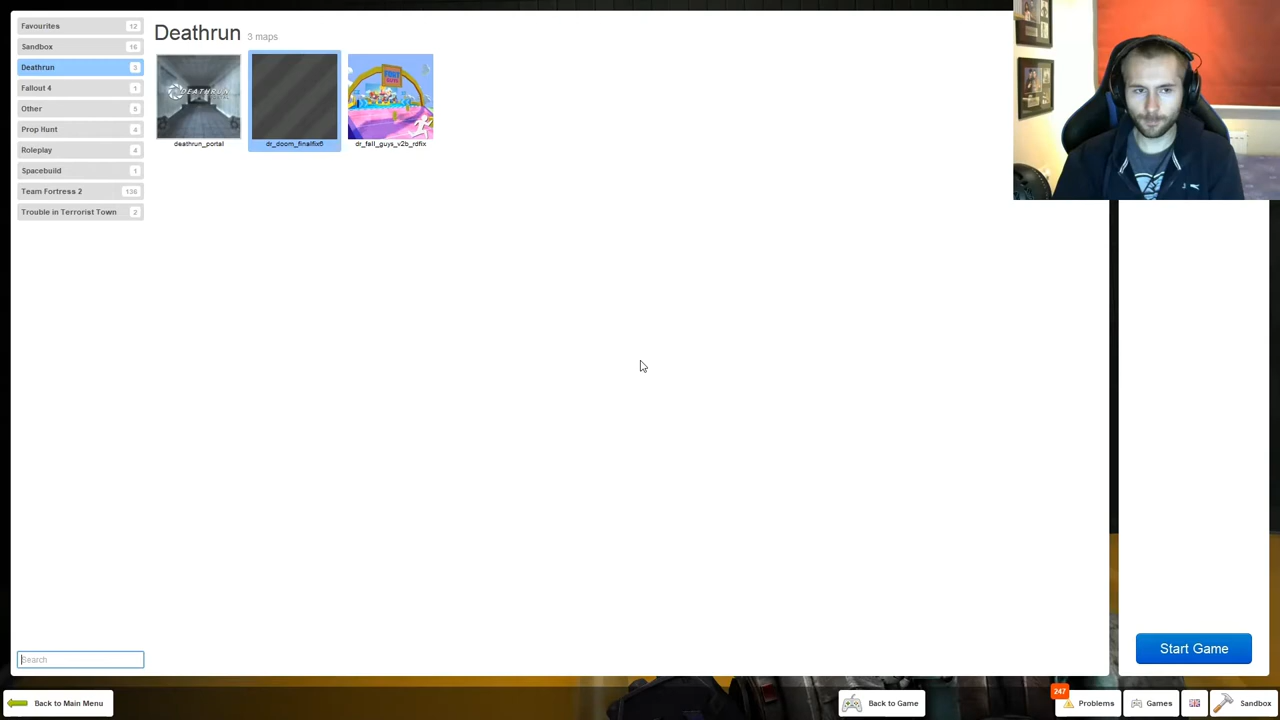 Favourites 12
Sandbox 16
Deathrun 3
Fallout 4 1
Other 5
Prop Hunt 4
Roleplay 4
Spacebuild 1
Team Fortress 2 136
Trouble in Terrorist Town 2
Deathrun 3 maps
DEATHRUN
deathrun_portal
dr_doom_finalfix6
dr_fall_guys_v2b_rdfix
Search
Start Game
Back to Main Menu
Back to Game
247
Problems
Games
Sandbox